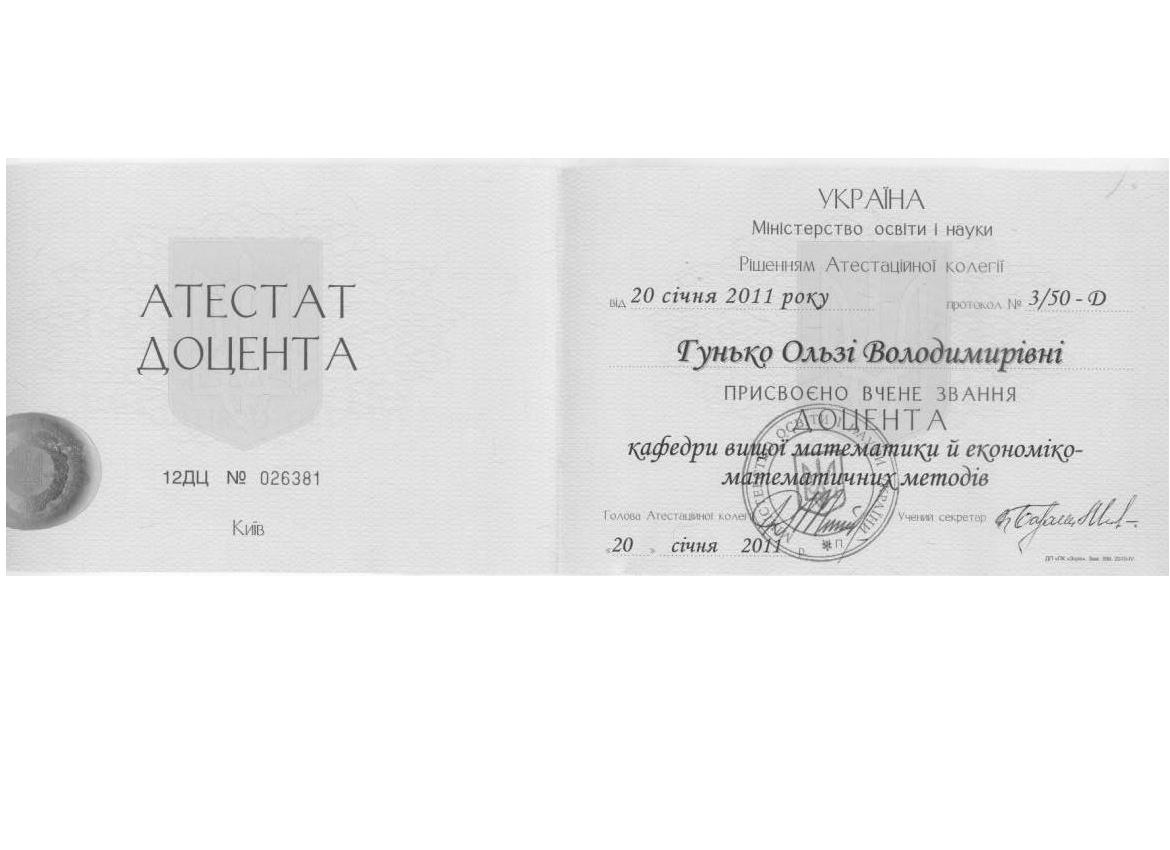 АТЕСТАТ
ДОЦЕНТА
12ДЦ № 026381
Київ
УКРАЇНА
Міністерство освіти і науки
Рішенням Атестаційної колегії
від 20 січня 2011 року протокол № 3/50 - D
Гунько Ользі Володимирівні
ПРИСВОЄНО ВЧЕНЕ ЗВАННЯ
ДОЦЕНТА
кафедри вищої математики й економіко-
математичних методів
Голова Атестаційної колегії Учений секретар
«20» січня 2011 р. М.П.